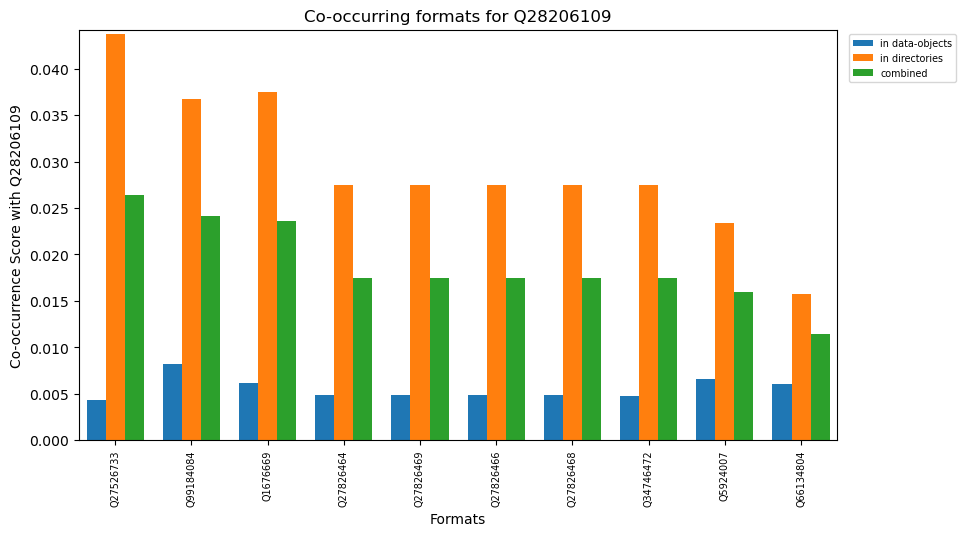 Co-occurring formats for Q28206109
in data-objects
in directories
combined
Co-occurrence Score with Q28206109
0.040
0.035
0.030
0.025
0.020
0.015
0.010
0.005
0.000
Q27526733
Q99184084
Q1676669
Q27826464
Q27826469
Q27826466
Q27826468
Q34746472
Q5924007
Q66134804
Formats